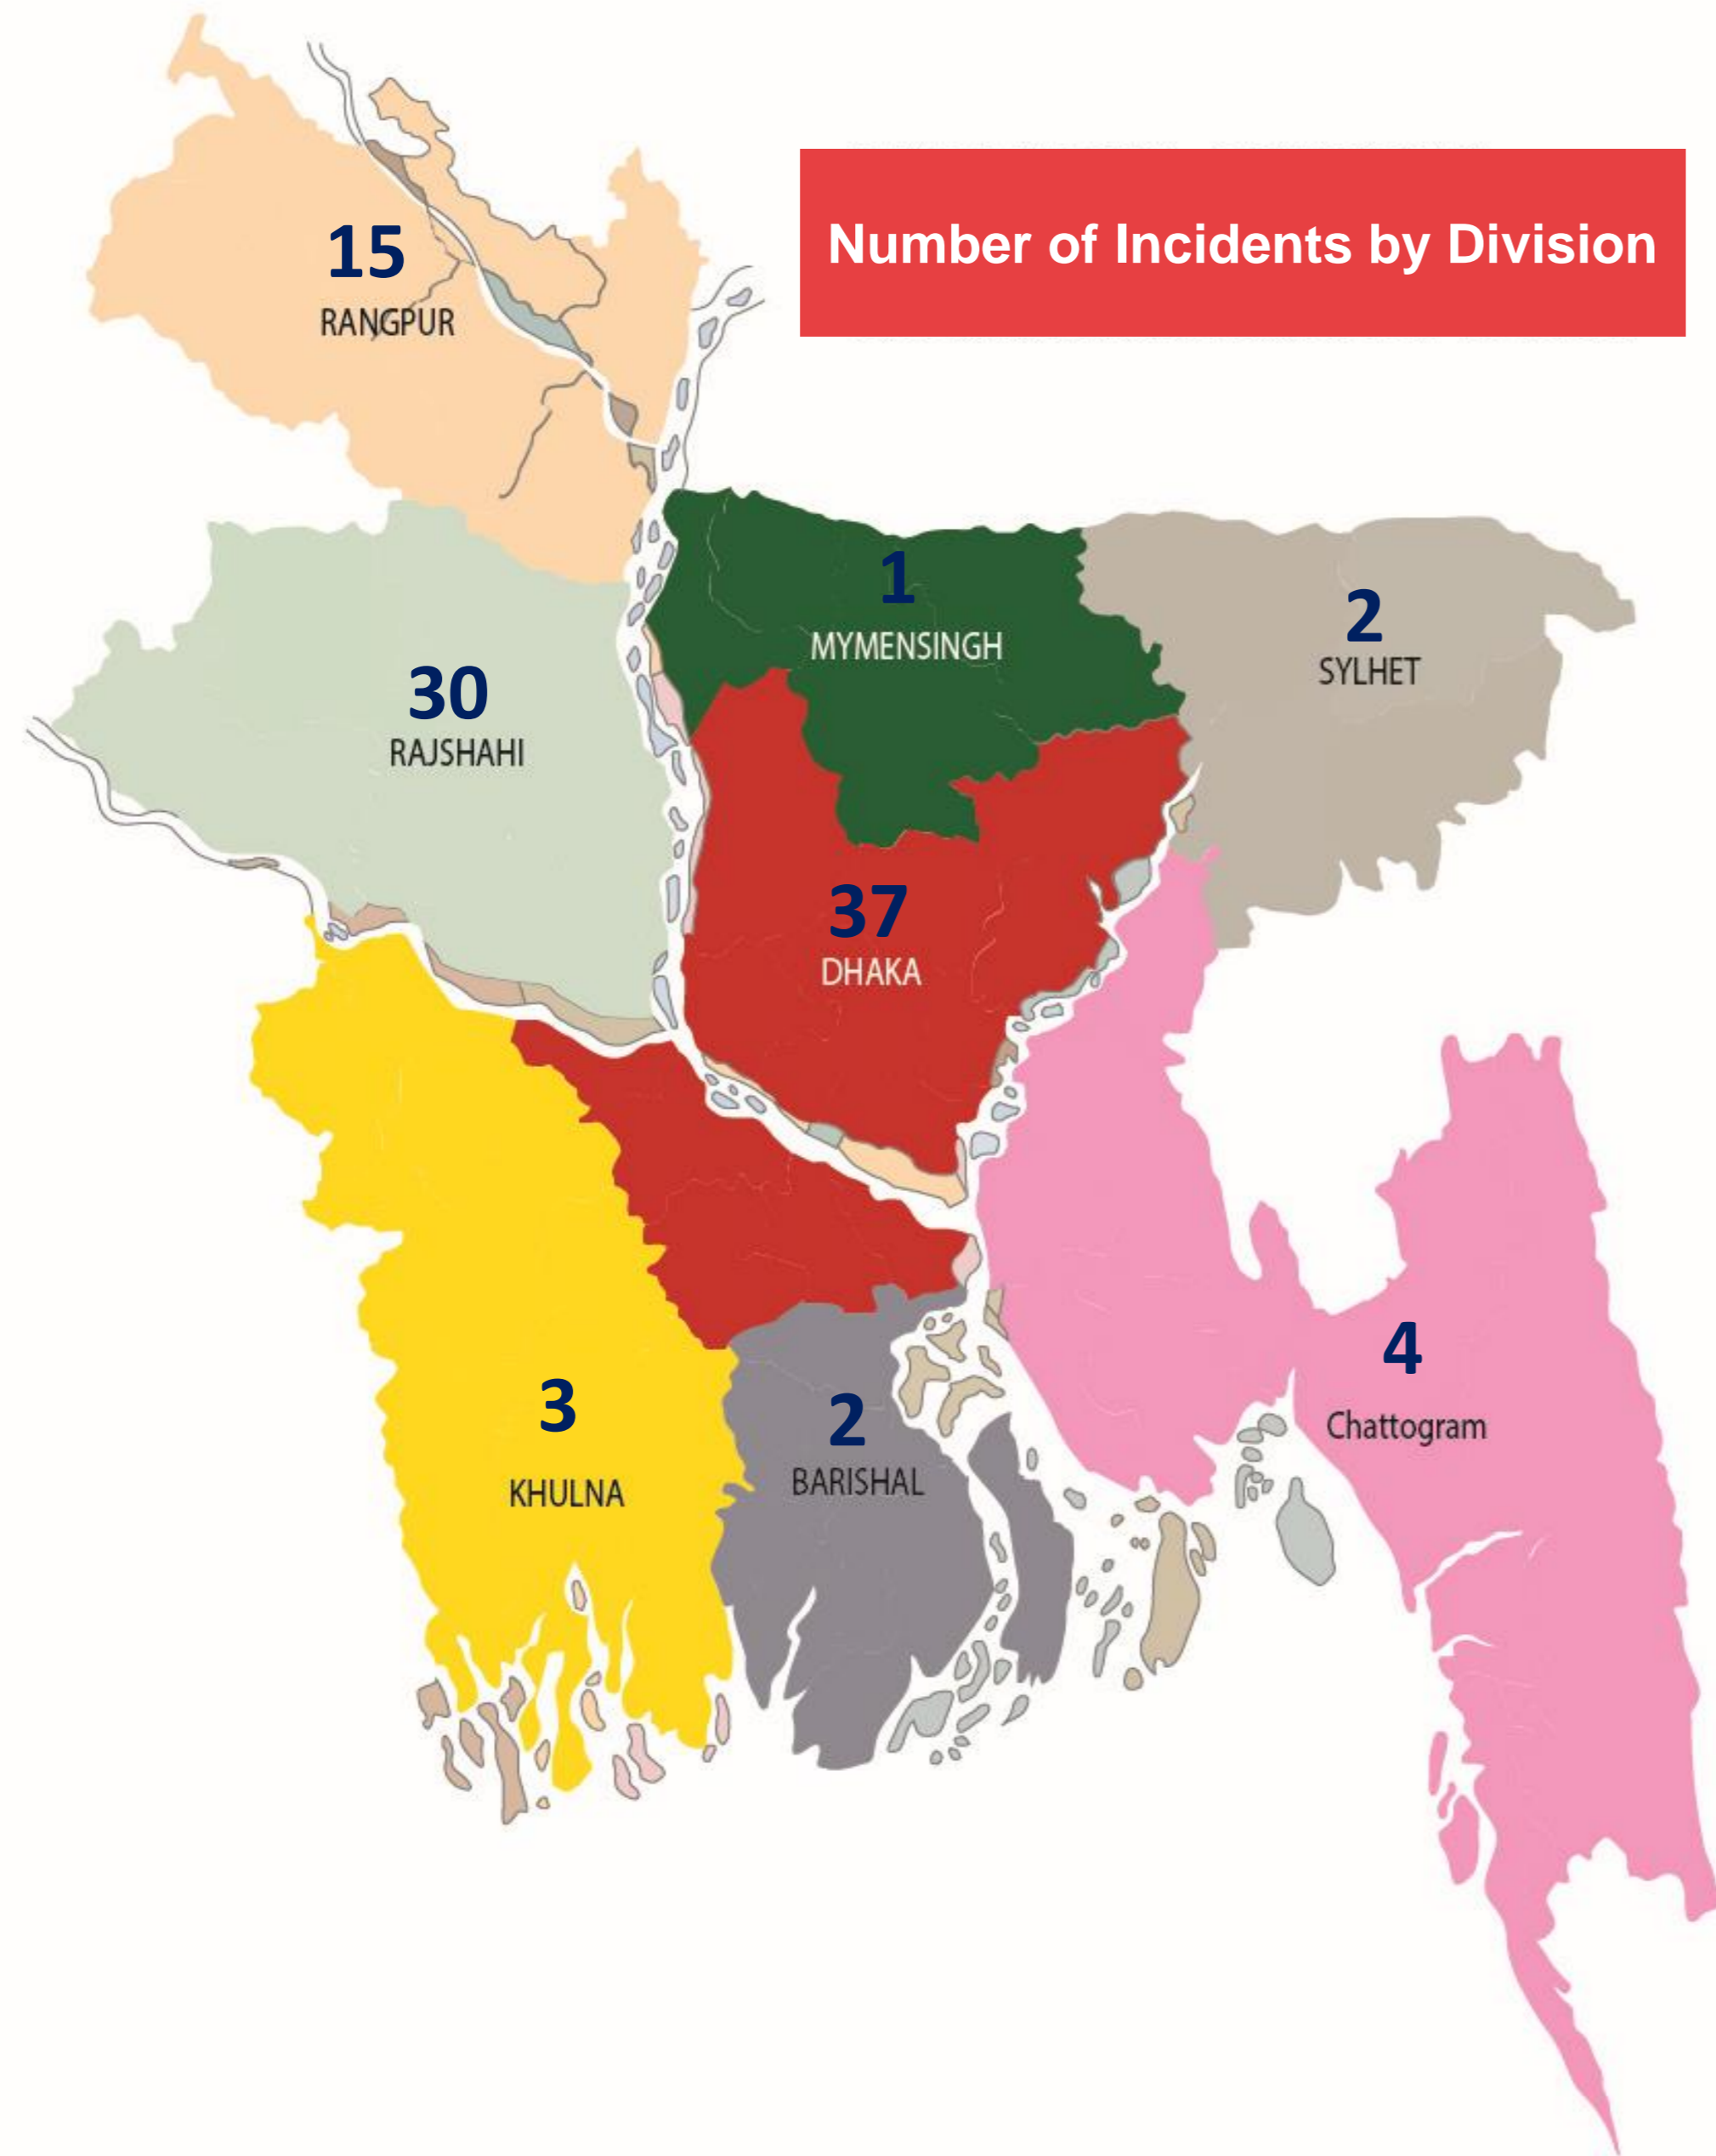 Number of Incidents by Division
15
RANGPUR
1
MYMENSINGH
2
SYLHET
30
RAJSHAHI
37
DHAKA
4
Chattogram
3
KHULNA
2
BARISHAL